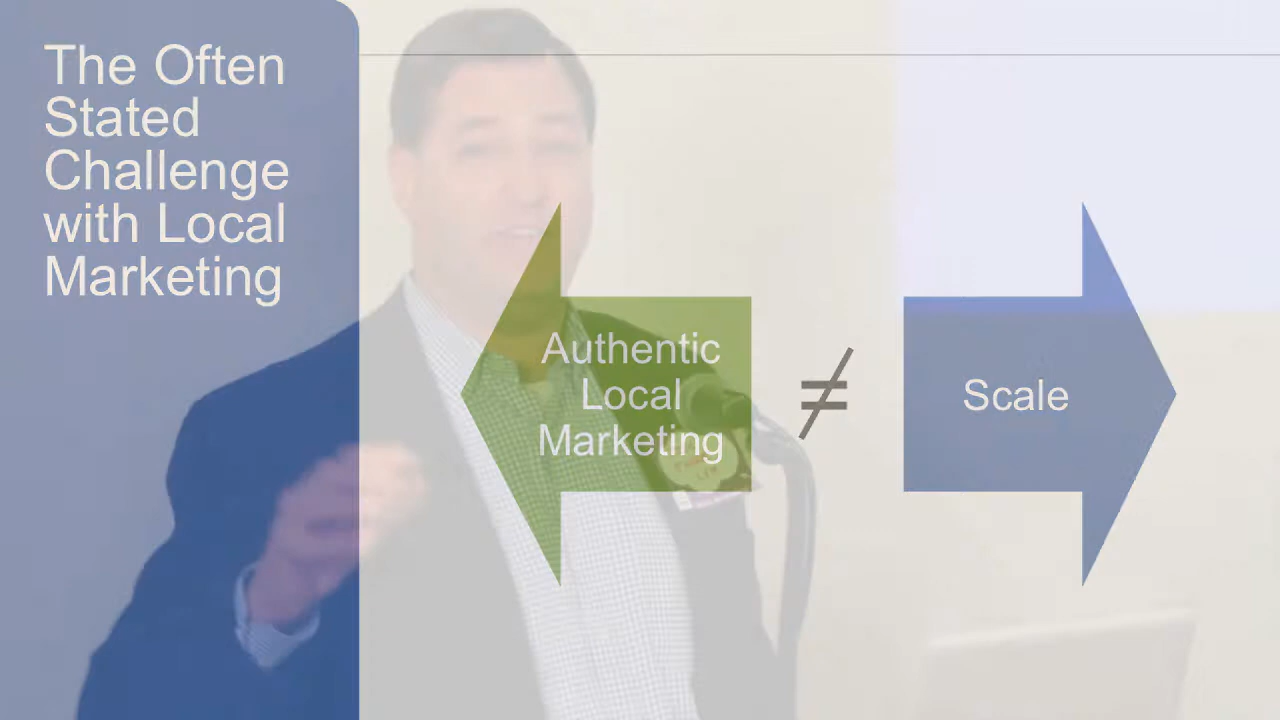 The Often
Stated
Challenge
with Local
Marketing
Authentic
Local
Marketing
≠
Scale